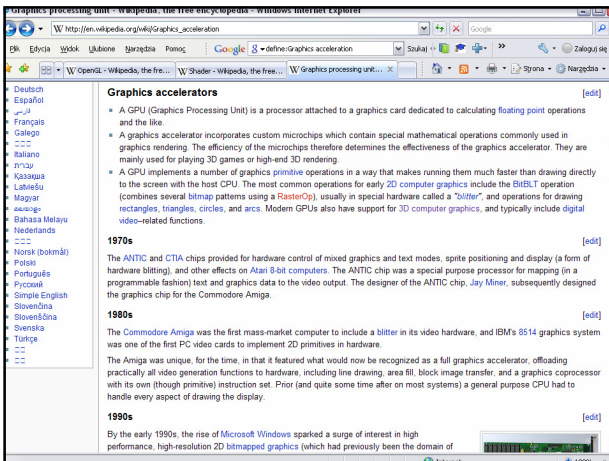 Graphics processing unit - Wikipedia, the free encyclopedia - Windows Internet Explorer
W http://en.wikipedia.org/wiki/Graphics_acceleration
Google
Plik Edycja Widok Ulubione Narzędzia Pomoc
Google define:Graphics acceleration Szukaj » Zaloguj się
W OpenGL - Wikipedia, the fre... W Shader - Wikipedia, the free... W Graphics processing unit... X Strona Narzędzia
Deutsch
Español
فارسی
Français
Galego
Italiano
עברית
Қазақша
Latviešu
Magyar
മലയാളം
Bahasa Melayu
Nederlands
Norsk (bokmål)
Polski
Português
Русский
Simple English
Slovenčina
Slovenščina
Svenska
Türkçe
Graphics accelerators [edit]
A GPU (Graphics Processing Unit) is a processor attached to a graphics card dedicated to calculating floating point operations
and the like.
A graphics accelerator incorporates custom microchips which contain special mathematical operations commonly used in
graphics rendering. The efficiency of the microchips therefore determines the effectiveness of the graphics accelerator. They are
mainly used for playing 3D games or high-end 3D rendering.
A GPU implements a number of graphics primitive operations in a way that makes running them much faster than drawing directly
to the screen with the host CPU. The most common operations for early 2D computer graphics include the BitBLT operation
(combines several bitmap patterns using a RasterOp), usually in special hardware called a "blitter", and operations for drawing
rectangles, triangles, circles, and arcs. Modern GPUs also have support for 3D computer graphics, and typically include digital
video–related functions.
1970s [edit]
The ANTIC and CTIA chips provided for hardware control of mixed graphics and text modes, sprite positioning and display (a form of
hardware blitting), and other effects on Atari 8-bit computers. The ANTIC chip was a special purpose processor for mapping (in a
programmable fashion) text and graphics data to the video output. The designer of the ANTIC chip, Jay Miner, subsequently designed
the graphics chip for the Commodore Amiga.
1980s [edit]
The Commodore Amiga was the first mass-market computer to include a blitter in its video hardware, and IBM's 8514 graphics system
was one of the first PC video cards to implement 2D primitives in hardware.
The Amiga was unique, for the time, in that it featured what would now be recognized as a full graphics accelerator, offloading
practically all video generation functions to hardware, including line drawing, area fill, block image transfer, and a graphics coprocessor
with its own (though primitive) instruction set. Prior (and quite some time after on most systems) a general purpose CPU had to
handle every aspect of drawing the display.
1990s [edit]
By the early 1990s, the rise of Microsoft Windows sparked a surge of interest in high
performance, high-resolution 2D bitmapped graphics (which had previously been the domain of
Internet 100%